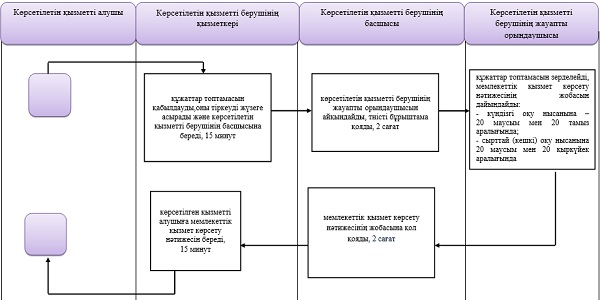 Көрсетілетін қызметті алушы
Көрсетілетін қызметті берушінің
қызметкері
Көрсетілетін қызметті берушінің
басшысы
Көрсетілетін қызметті
берушінің жауапты
орындаушысы
құжаттар топтамасын
қабылдауды,оны тіркеуді жүзеге
асырады және көрсетілетін
қызметті берушінің басшысына
береді, 15 минут
көрсетілетін қызметті берушінің
жауапты орындаушысын
айқындайды, тиісті бұрыштама
қояды, 2 сағат
құжаттар топтамасын зерделейді,
мемлекеттік қызмет көрсету
нәтижесінің жобасын
дайындайды:
- күндізгі оқу нысанына –
20 маусым мен 20 тамыз
аралығында;
- сырттай (кешкі) оқу нысанына
20 маусым мен 20 қыркүйек
аралығында
көрсетілген қызметті
алушыға мемлекеттік
қызмет көрсету
нәтижесін береді,
15 минут
мемлекеттік қызмет көрсету
нәтижесінің жобасына қол
қояды, 2 сағат